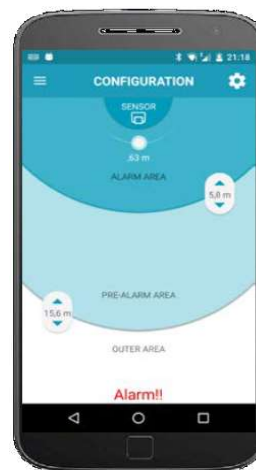 21:18
CONFIGURATION
SENSOR
,63 m
ALARM AREA
5,0 m
PRE-ALARM AREA
15,6 m
OUTER AREA
Alarm!!